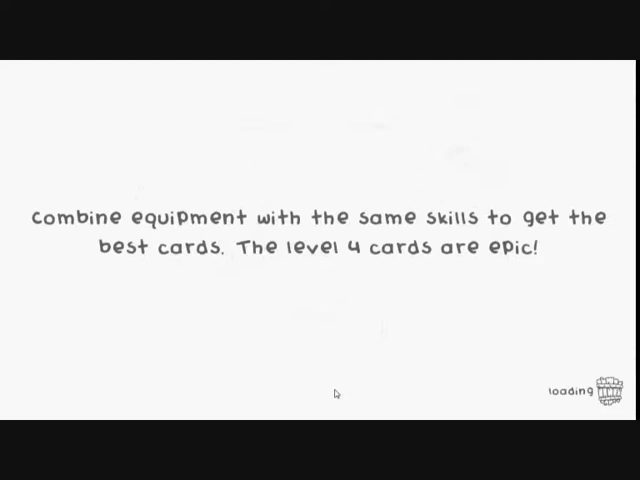 combine equipment with the same skills to get the
best cards. The level 4 cards are epic!
loading